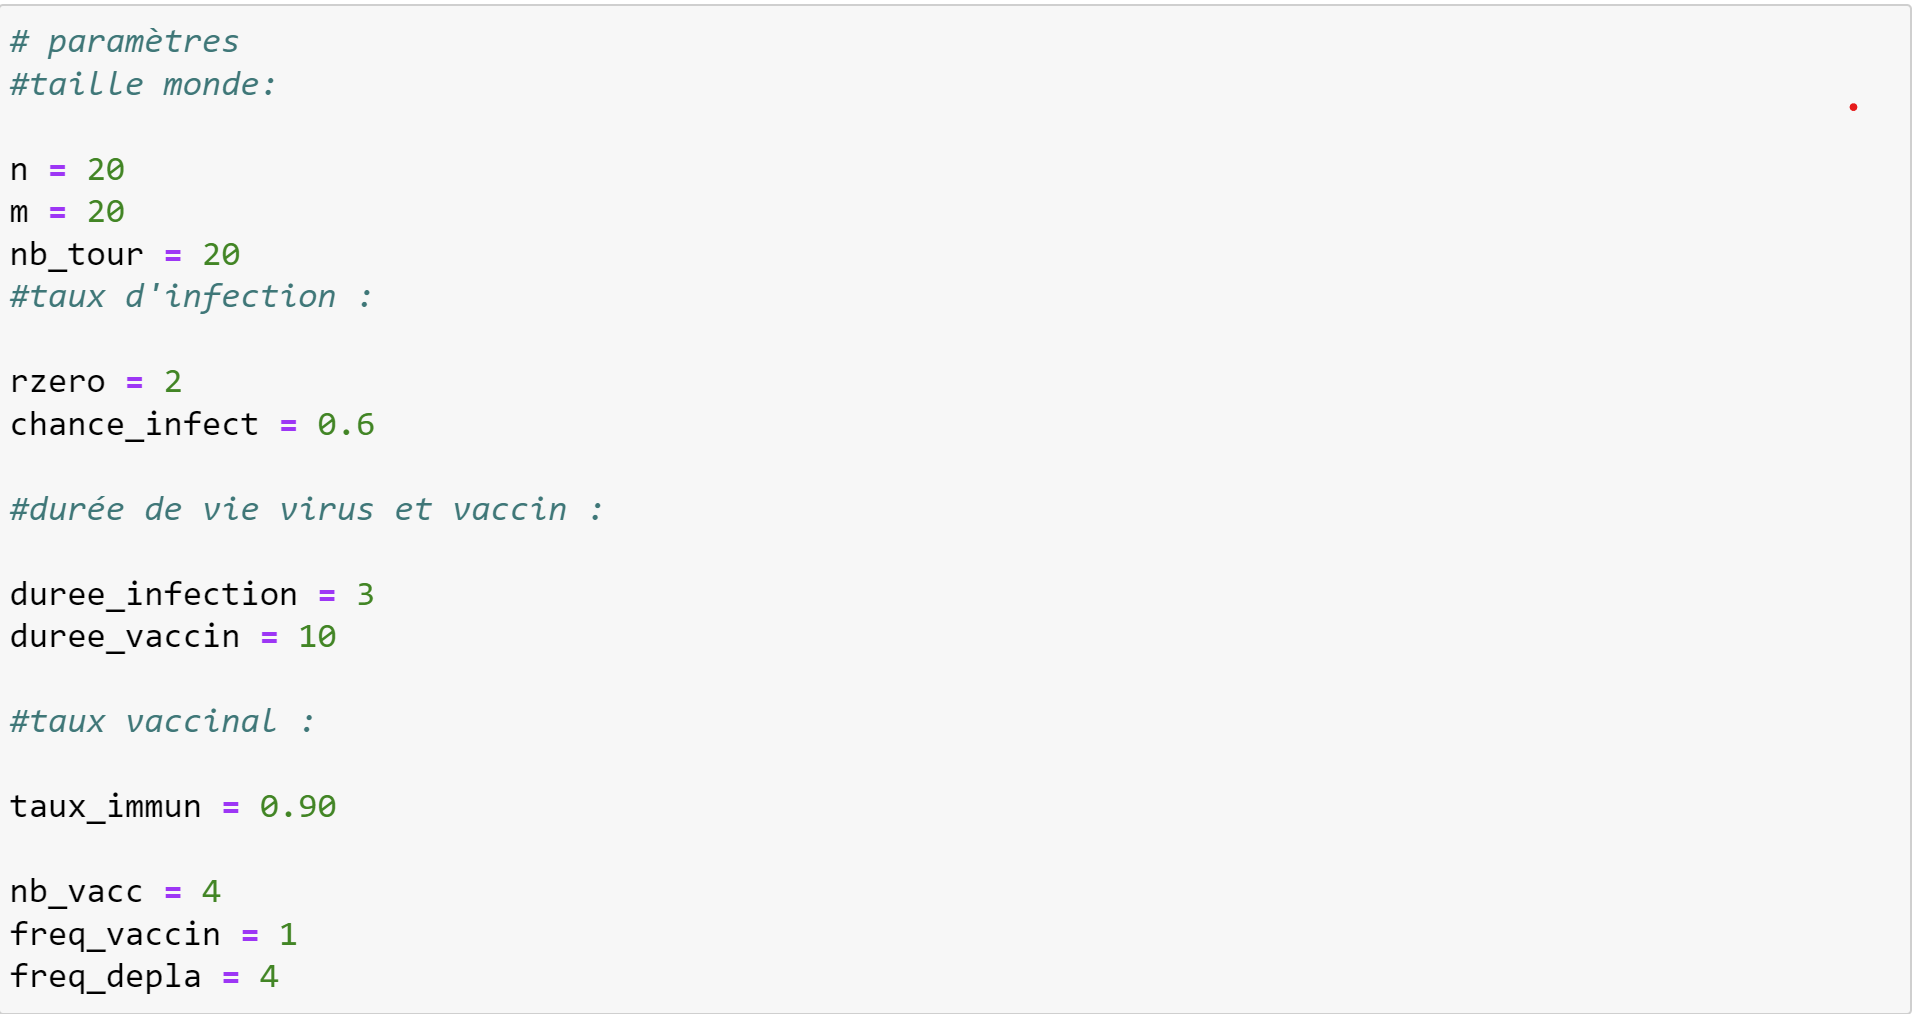 # paramètres
#taille monde:
n = 20
m = 20
nb_tour = 20
#taux d'infection :
rzero = 2
chance_infect = 0.6
#durée de vie virus et vaccin :
duree_infection = 3
duree_vaccin = 10
#taux vaccinal :
taux_immun = 0.90
nb_vacc = 4
freq_vaccin = 1
freq_depla = 4